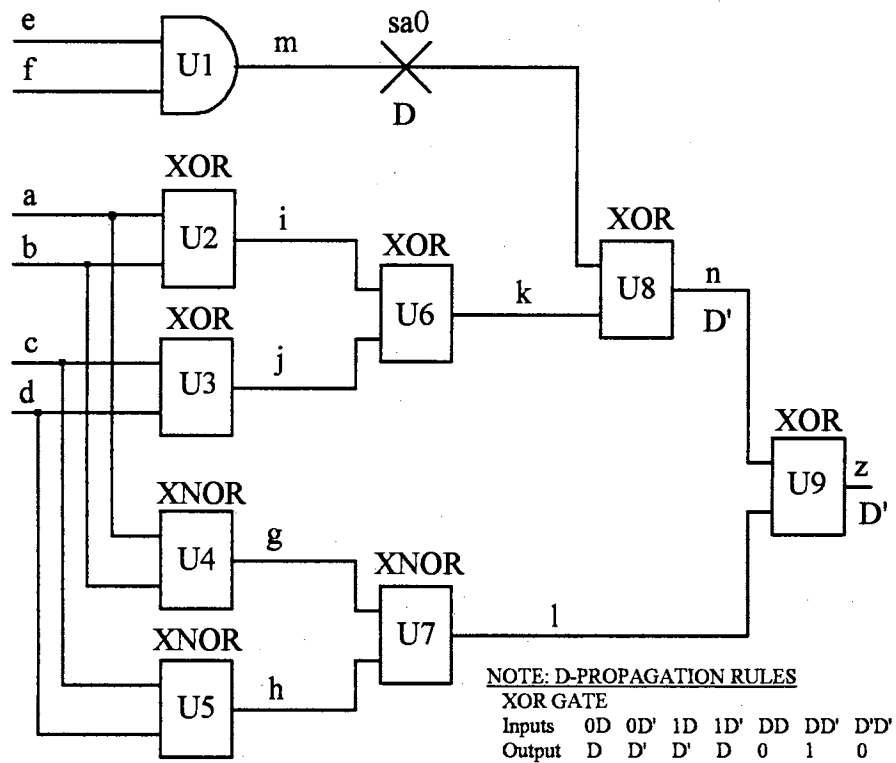 e
m
sa0
f
U1
D
XOR
a
i
XOR
U2
b
XOR
n
k
U8
XOR
U6
D'
c
j
U3
d
XOR
z
U9
XNOR
D'
g
U4
XNOR
l
U7
XNOR
h
U5
NOTE: D-PROPAGATION RULES
XOR GATE
Inputs 0D 0D' 1D 1D' DD DD' D'D'
Output D D' D' D 0 1 0